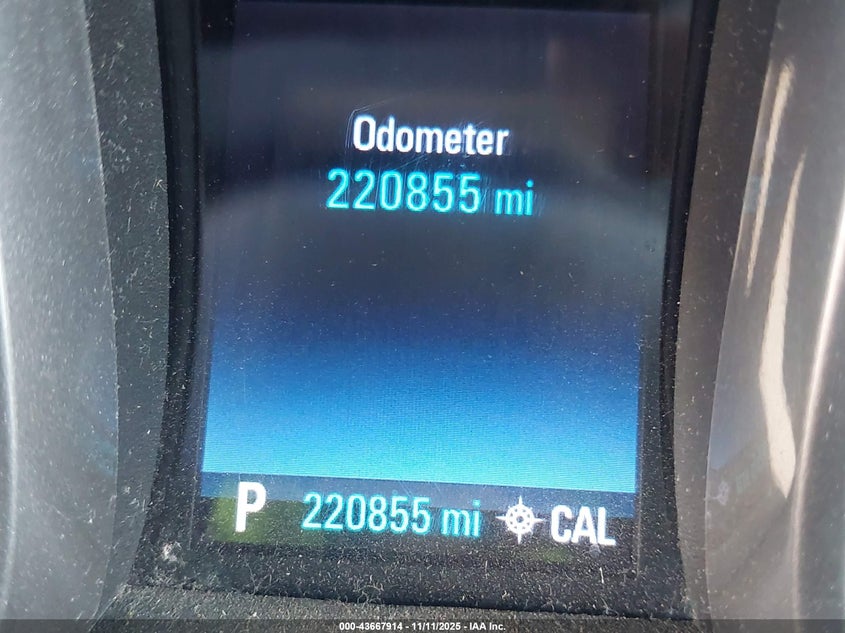 Odometer
220855 mi
P 220855 mi CAL
000-43667914 - 11/11/2025 - IAA Inc.